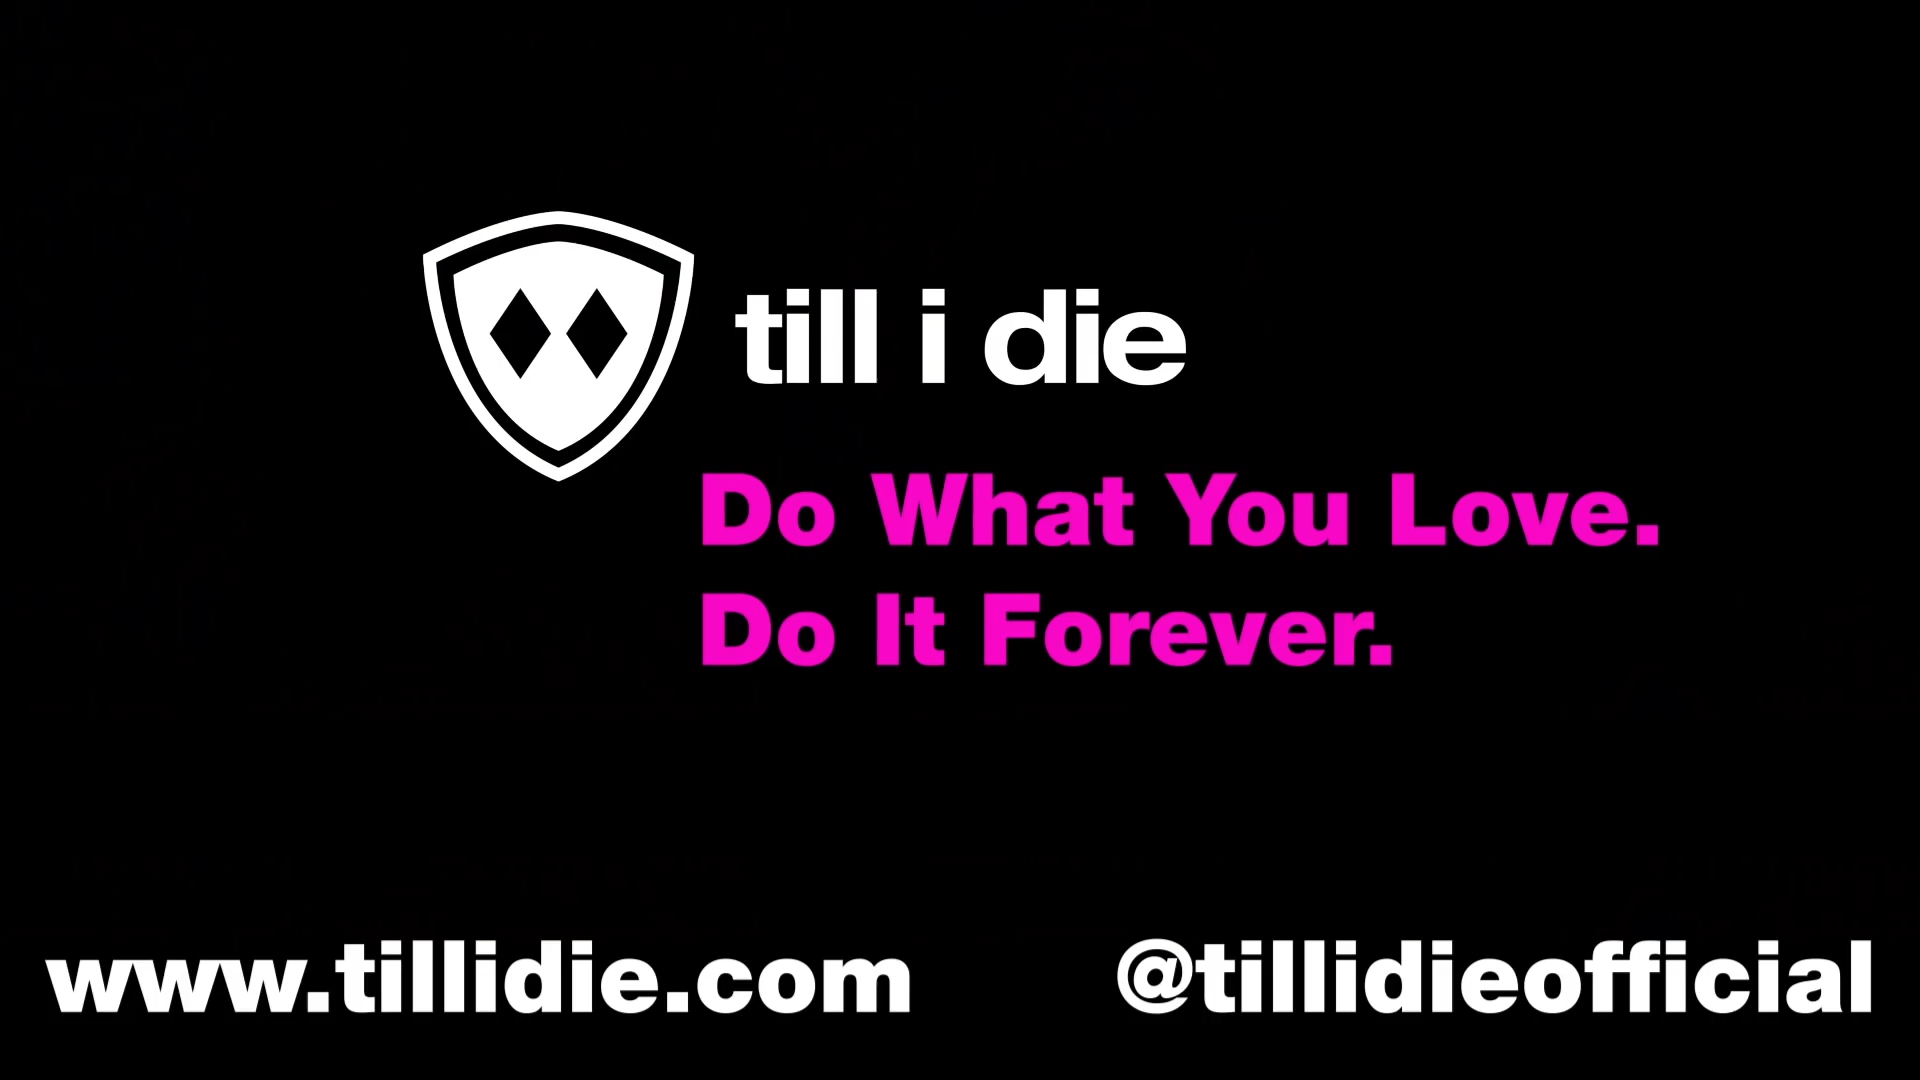 till i die
Do What You Love.
Do It Forever.
www.tillidie.com
@tillidieofficial